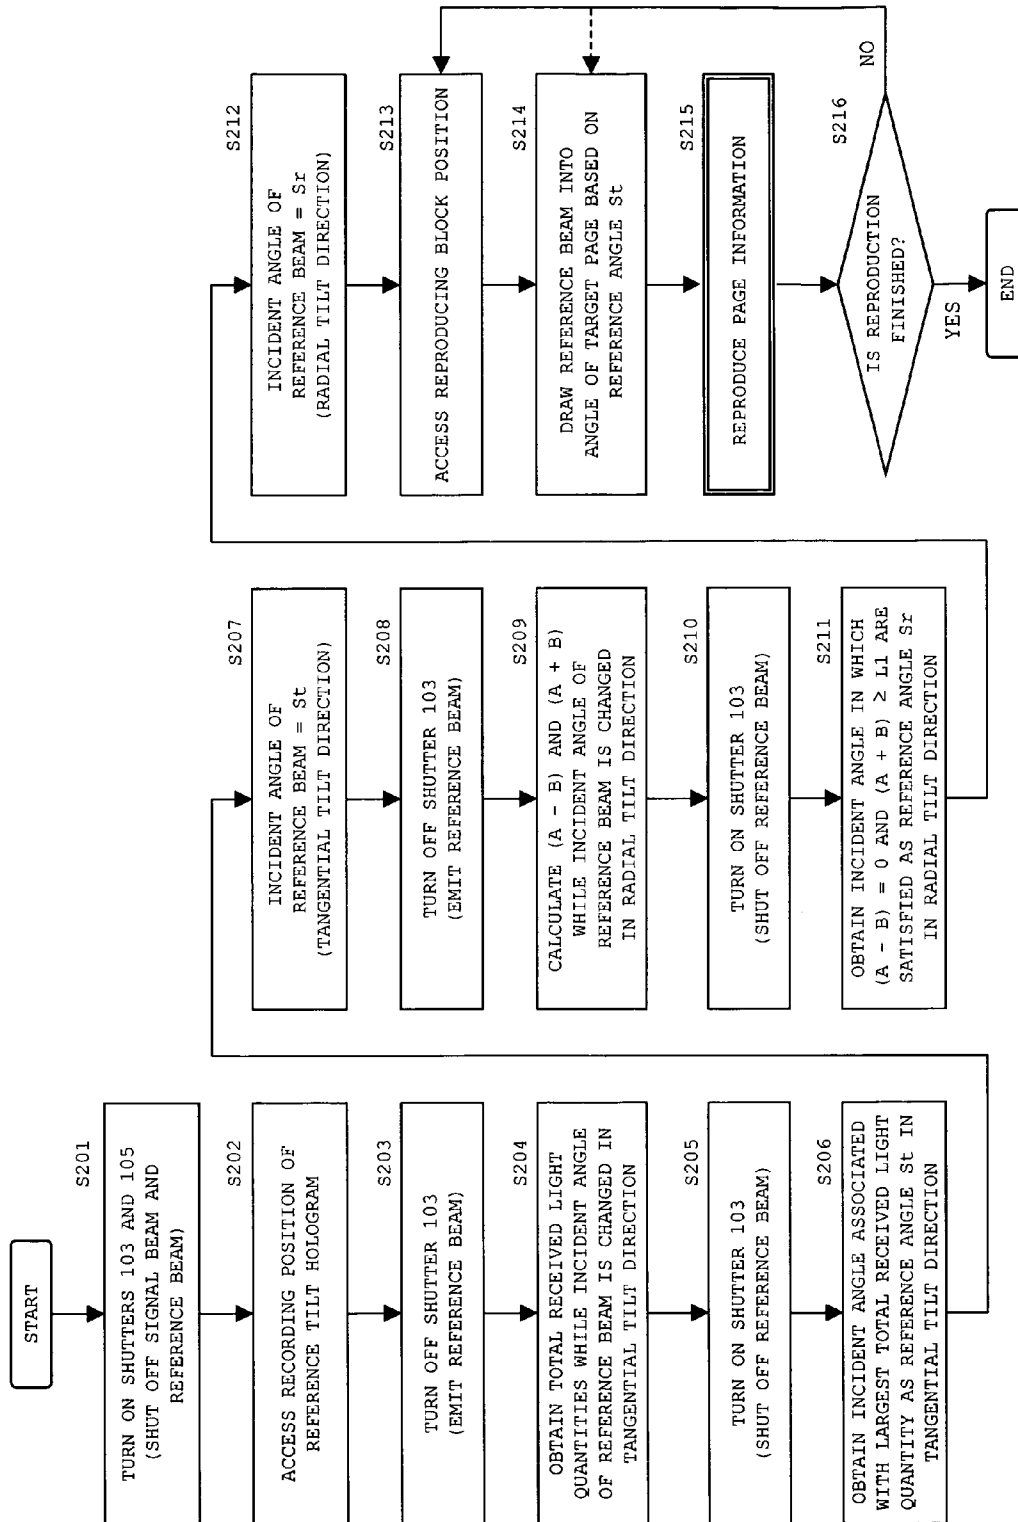 START
S201
TURN ON SHUTTERS 103 AND 105
(SHUT OFF SIGNAL BEAM AND
REFERENCE BEAM)
S202
ACCESS RECORDING POSITION OF
REFERENCE TILT HOLOGRAM
S203
TURN OFF SHUTTER 103
(EMIT REFERENCE BEAM)
S204
OBTAIN TOTAL RECEIVED LIGHT
QUANTITIES WHILE INCIDENT ANGLE
OF REFERENCE BEAM IS CHANGED IN
TANGENTIAL TILT DIRECTION
S205
TURN ON SHUTTER 103
(SHUT OFF REFERENCE BEAM)
S206
OBTAIN INCIDENT ANGLE ASSOCIATED
WITH LARGEST TOTAL RECEIVED LIGHT
QUANTITY AS REFERENCE ANGLE St IN
TANGENTIAL TILT DIRECTION
S207
INCIDENT ANGLE OF
REFERENCE BEAM = St
(TANGENTIAL TILT DIRECTION)
S208
TURN OFF SHUTTER 103
(EMIT REFERENCE BEAM)
S209
CALCULATE (A - B) AND (A + B)
WHILE INCIDENT ANGLE OF
REFERENCE BEAM IS CHANGED
IN RADIAL TILT DIRECTION
S210
TURN ON SHUTTER 103
(SHUT OFF REFERENCE BEAM)
S211
OBTAIN INCIDENT ANGLE IN WHICH
(A - B) = 0 AND (A + B) ≥ L1 ARE
SATISFIED AS REFERENCE ANGLE Sr
IN RADIAL TILT DIRECTION
S212
INCIDENT ANGLE OF
REFERENCE BEAM = Sr
(RADIAL TILT DIRECTION)
S213
ACCESS REPRODUCING BLOCK POSITION
S214
DRAW REFERENCE BEAM INTO
ANGLE OF TARGET PAGE BASED ON
REFERENCE ANGLE St
S215
REPRODUCE PAGE INFORMATION
S216
IS REPRODUCTION
FINISHED?
NO
YES
END